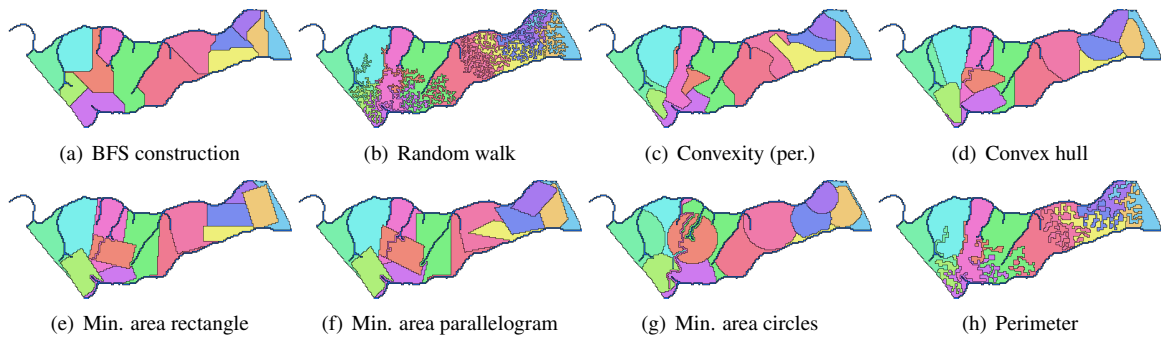 (a) BFS construction
(b) Random walk
(c) Convexity (per.)
(d) Convex hull
(e) Min. area rectangle
(f) Min. area parallelogram
(g) Min. area circles
(h) Perimeter